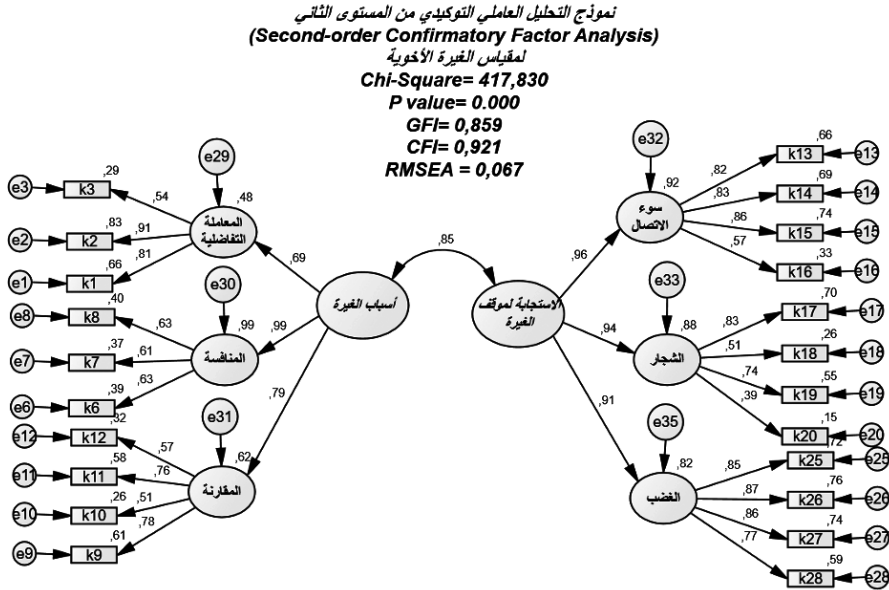 نموذج التحليل العاملي التوكيدي من المستوى الثاني
(Second-order Confirmatory Factor Analysis)
لمقياس الغيرة الأخوية
Chi-Square= 417,830
P value= 0.000
GFI= 0,859
CFI= 0,921
RMSEA = 0,067
e29
,48
المعاملة
التفاضلية
e3
k3
,29
,54
e2
k2
,83
,91
e1
k1
,66
,81
,69
e30
,99
المنافسة
e8
k8
,40
,63
e7
k7
,37
,61
e6
k6
,39
,63
,99
e31
,62
المقارنة
e12
k12
,32
,57
e11
k11
,58
,76
e10
k10
,26
,51
e9
k9
,61
,78
,79
أسباب الغيرة
,85
الاستجابة لموقف
الغيرة
e32
,92
سوء
الاتصال
,96
,82
k13
,66
e13
,83
k14
,69
e14
,86
k15
,74
e15
,57
k16
,33
e16
e33
,88
الشجار
,94
,83
k17
,70
e17
,51
k18
,26
e18
,74
k19
,55
e19
,39
k20
,15
e20
e35
,82
الغضب
,91
,85
k25
,72
e25
,87
k26
,76
e26
,86
k27
,74
e27
,77
k28
,59
e28